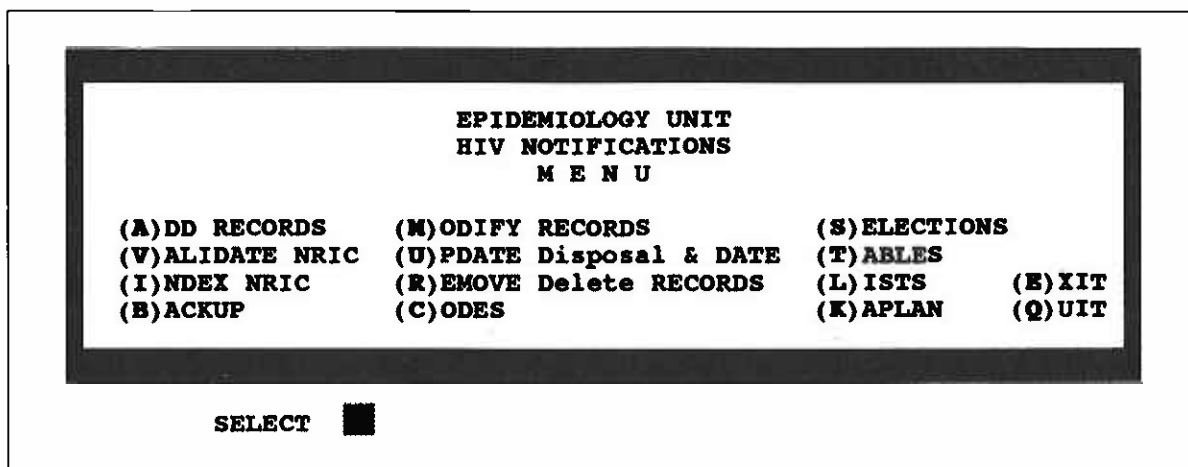 EPIDEMIOLOGY UNIT
HIV NOTIFICATIONS
M E N U
(A)DD RECORDS (M)ODIFY RECORDS (S)ELECTIONS
(V)ALIDATE NRIC (U)PDATE Disposal & DATE (T)ABLES
(I)NDEX NRIC (R)EMOVE Delete RECORDS (L)ISTS (E)XIT
(B)ACKUP (C)ODES (K)APLAN (Q)UIT
SELECT